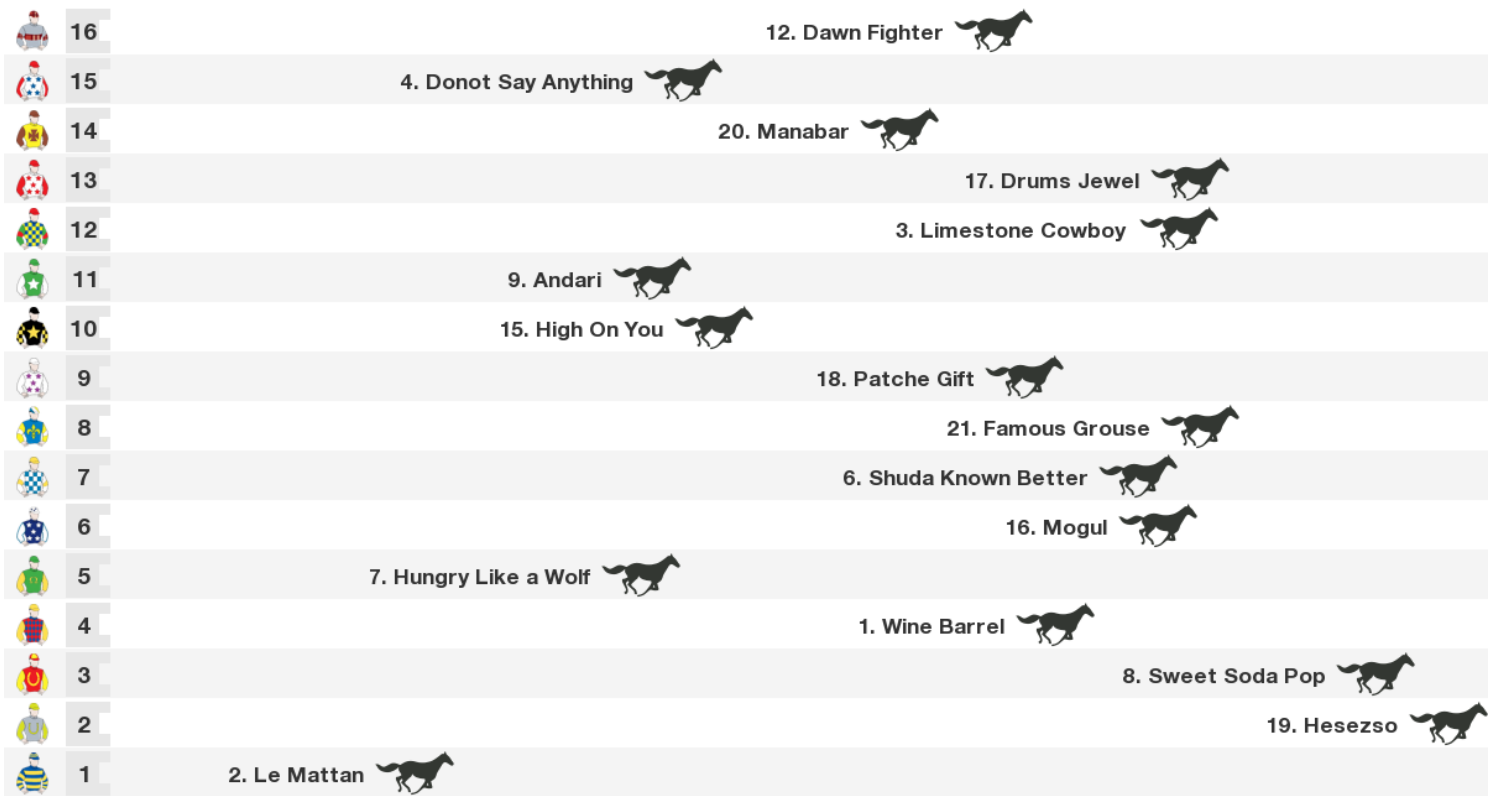 16 12. Dawn Fighter
15 4. Donot Say Anything
14 20. Manabar
13 17. Drums Jewel
12 3. Limestone Cowboy
11 9. Andari
10 15. High On You
9 18. Patche Gift
8 21. Famous Grouse
7 6. Shuda Known Better
6 16. Mogul
5 7. Hungry Like a Wolf
4 1. Wine Barrel
3 8. Sweet Soda Pop
2 19. Hesezso
1 2. Le Mattan